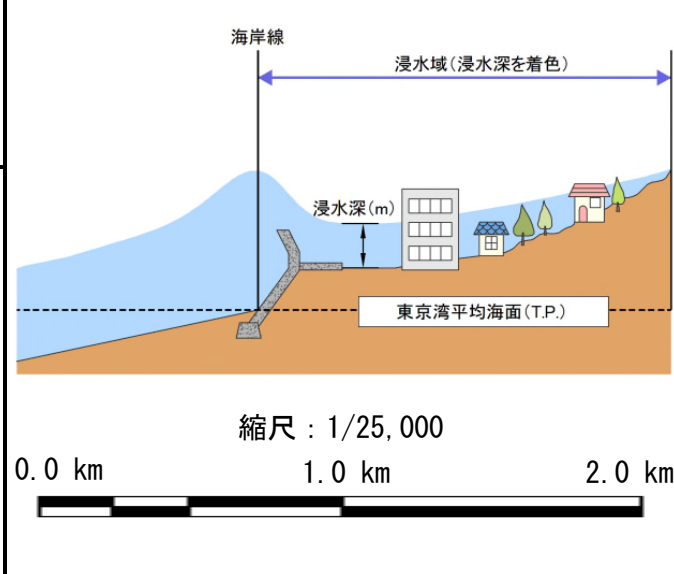 海岸線
浸水域(浸水深を着色)
浸水深(m)
東京湾平均海面(T.P.)
縮尺：1/25,000
0.0 km 1.0 km 2.0 km